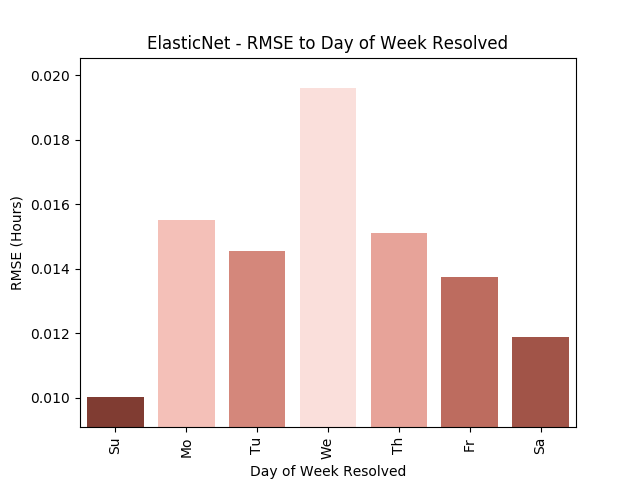 ElasticNet - RMSE to Day of Week Resolved
0.020
0.018
0.016
0.014
0.012
0.010
RMSE (Hours)
Su
Mo
Tu
We
Th
Fr
Sa
Day of Week Resolved